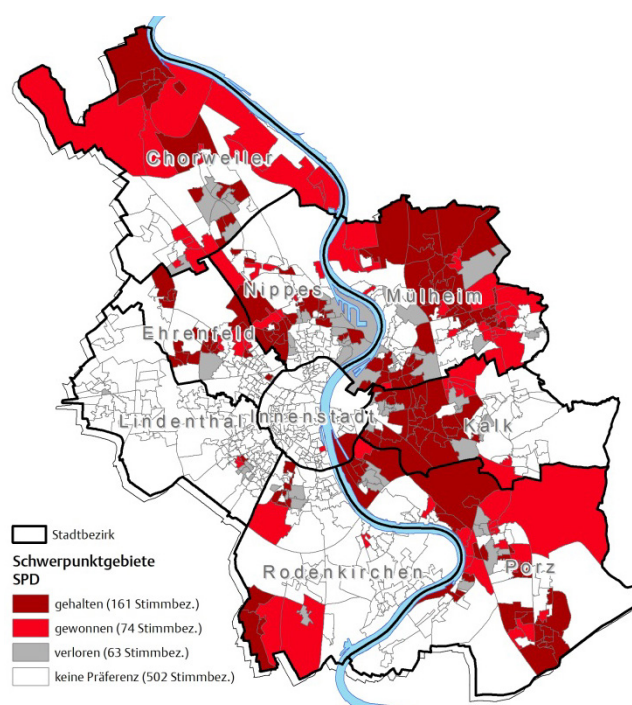 Chorweiler
Nippes
Mülheim
Ehrenfeld
Lindenthal
Innenstadt
Kalk
Rodenkirchen
Porz
Stadtbezirk
Schwerpunktgebiete
SPD
gehalten (161 Stimmbez.)
gewonnen (74 Stimmbez.)
verloren (63 Stimmbez.)
keine Präferenz (502 Stimmbez.)